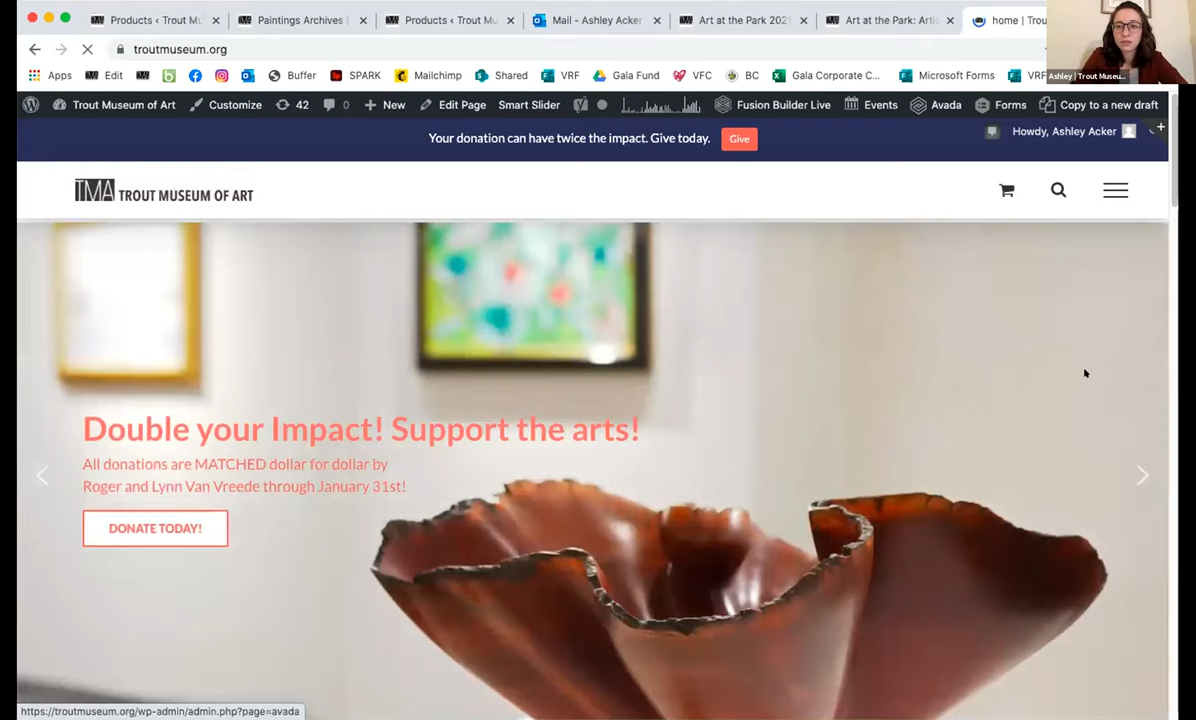 Products ‹ Trout Mu
Paintings Archives |
Products ‹ Trout Mu
Mail - Ashley Acker
Art at the Park 2021
Art at the Park: Artis
home | Trou
troutmuseum.org
Ashley | Trout Museu...
Apps
Edit
Buffer
SPARK
Mailchimp
Shared
VRF
Gala Fund
VFC
BC
Gala Corporate C...
Microsoft Forms
VRF
Trout Museum of Art
Customize
42
0
New
Edit Page
Smart Slider
Fusion Builder Live
Events
Avada
Forms
Copy to a new draft
Your donation can have twice the impact. Give today.
Give
Howdy, Ashley Acker
TMA TROUT MUSEUM OF ART
Double your Impact! Support the arts!
All donations are MATCHED dollar for dollar by
Roger and Lynn Van Vreede through January 31st!
DONATE TODAY!
https://troutmuseum.org/wp-admin/admin.php?page=avada